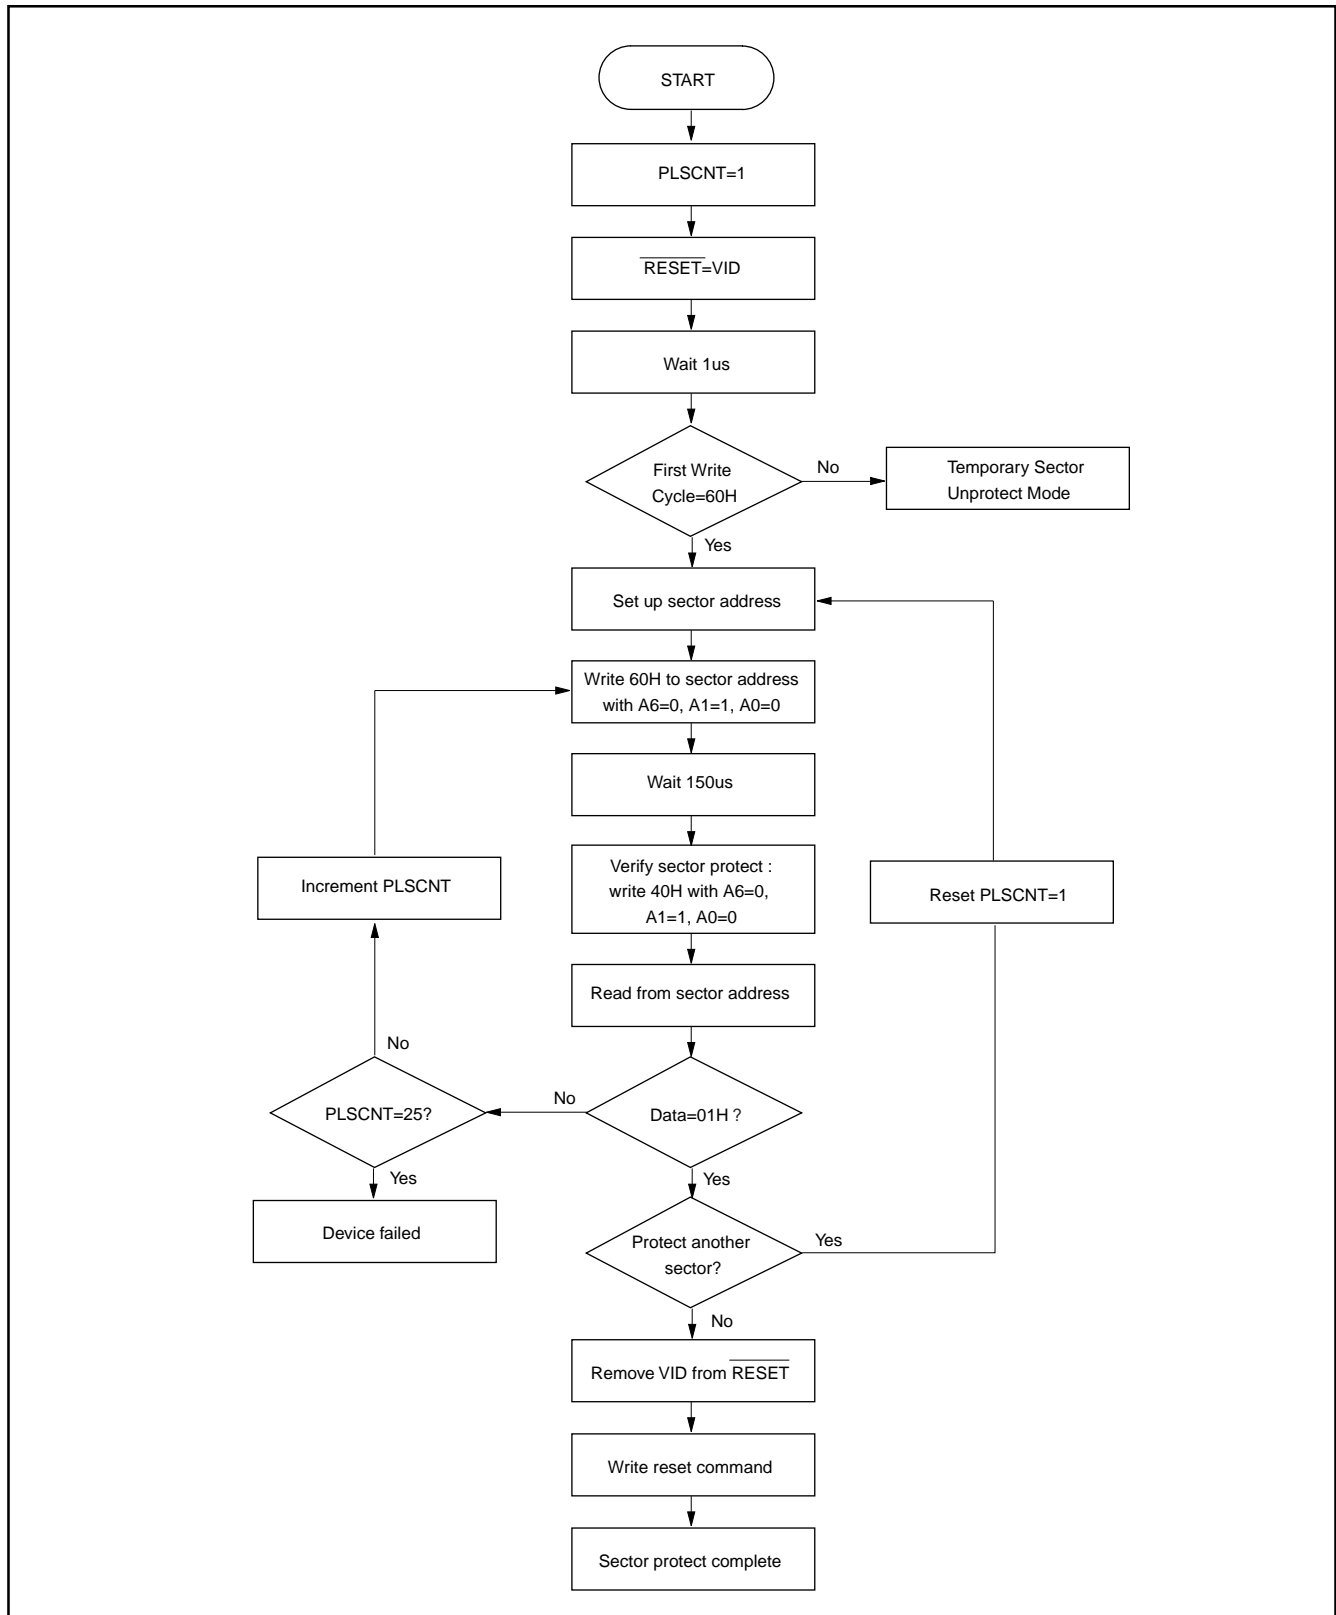 START
PLSCNT=1
RESET=VID
Wait 1us
First Write
Cycle=60H
No
Temporary Sector
Unprotect Mode
Yes
Set up sector address
Write 60H to sector address
with A6=0, A1=1, A0=0
Wait 150us
Verify sector protect :
write 40H with A6=0,
A1=1, A0=0
Increment PLSCNT
Reset PLSCNT=1
Read from sector address
No
PLSCNT=25?
No
Data=01H ?
Yes
Device failed
Yes
Protect another
sector?
Yes
No
Remove VID from RESET
Write reset command
Sector protect complete